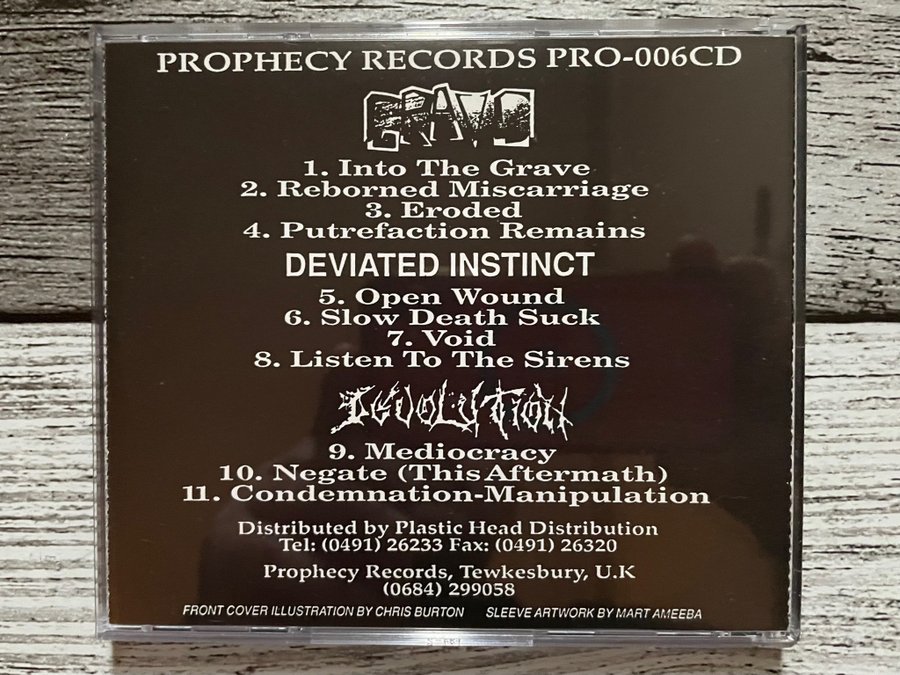 PROPHECY RECORDS PRO-006CD
GRAVE
1. Into The Grave
2. Reborned Miscarriage
3. Eroded
4. Putrefaction Remains
DEVIATED INSTINCT
5. Open Wound
6. Slow Death Suck
7. Void
8. Listen To The Sirens
DEVOLUTION
9. Mediocracy
10. Negate (This Aftermath)
11. Condemnation-Manipulation
Distributed by Plastic Head Distribution
Tel: (0491) 26233 Fax: (0491) 26320
Prophecy Records, Tewkesbury, U.K
(0684) 299058
FRONT COVER ILLUSTRATION BY CHRIS BURTON SLEEVE ARTWORK BY MART AMEEBA